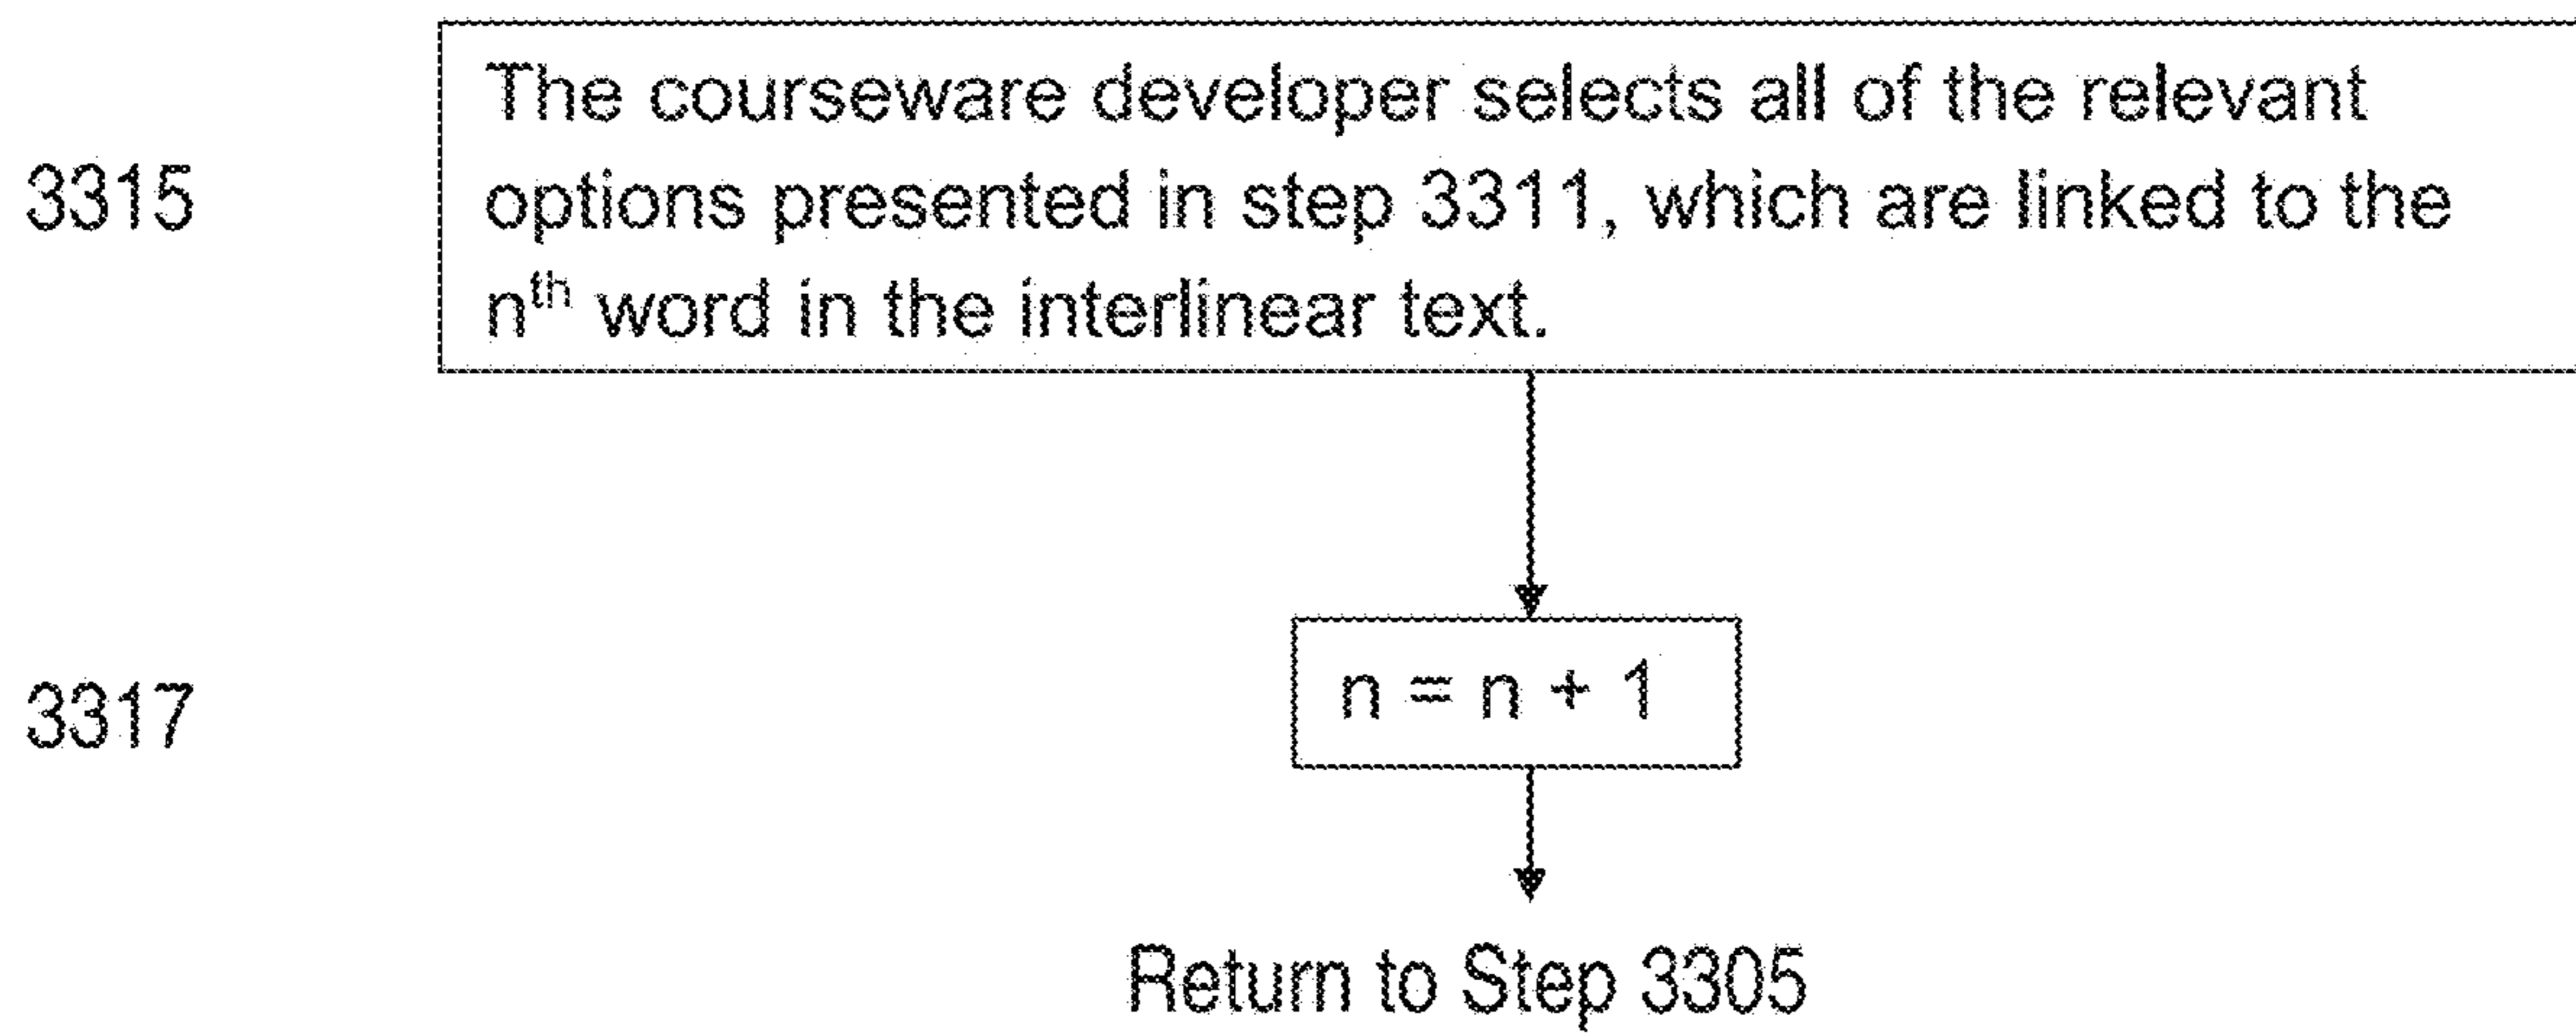 The courseware developer selects all of the relevant
3315
options presented in step 3311, which are linked to the
nth word in the interlinear text.
3317
n = n + 1
Return to Step 3305